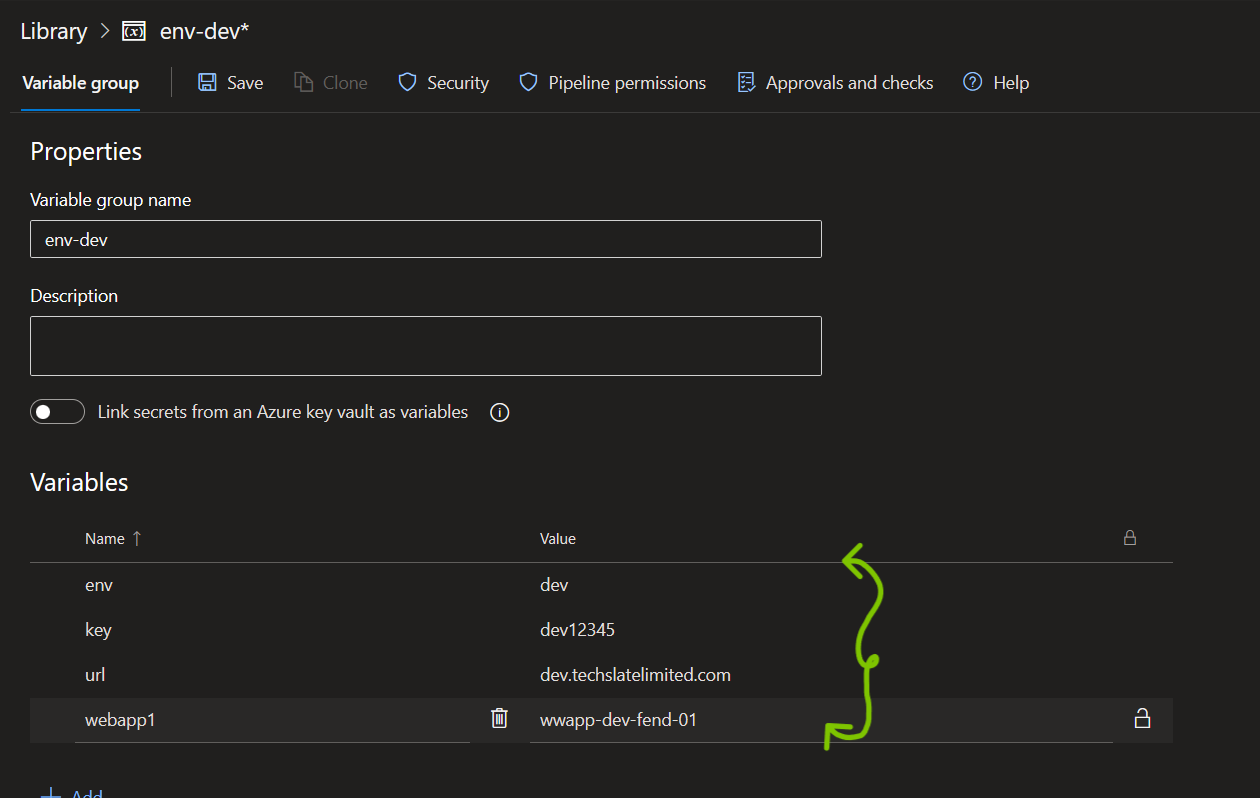 Library > env-dev*
Variable group Save Clone Security Pipeline permissions Approvals and checks Help
Properties
Variable group name
env-dev
Description
Link secrets from an Azure key vault as variables
Variables
Name ↑ Value
env dev
key dev12345
url dev.techslatelimited.com
webapp1 wwapp-dev-fend-01
+ Add